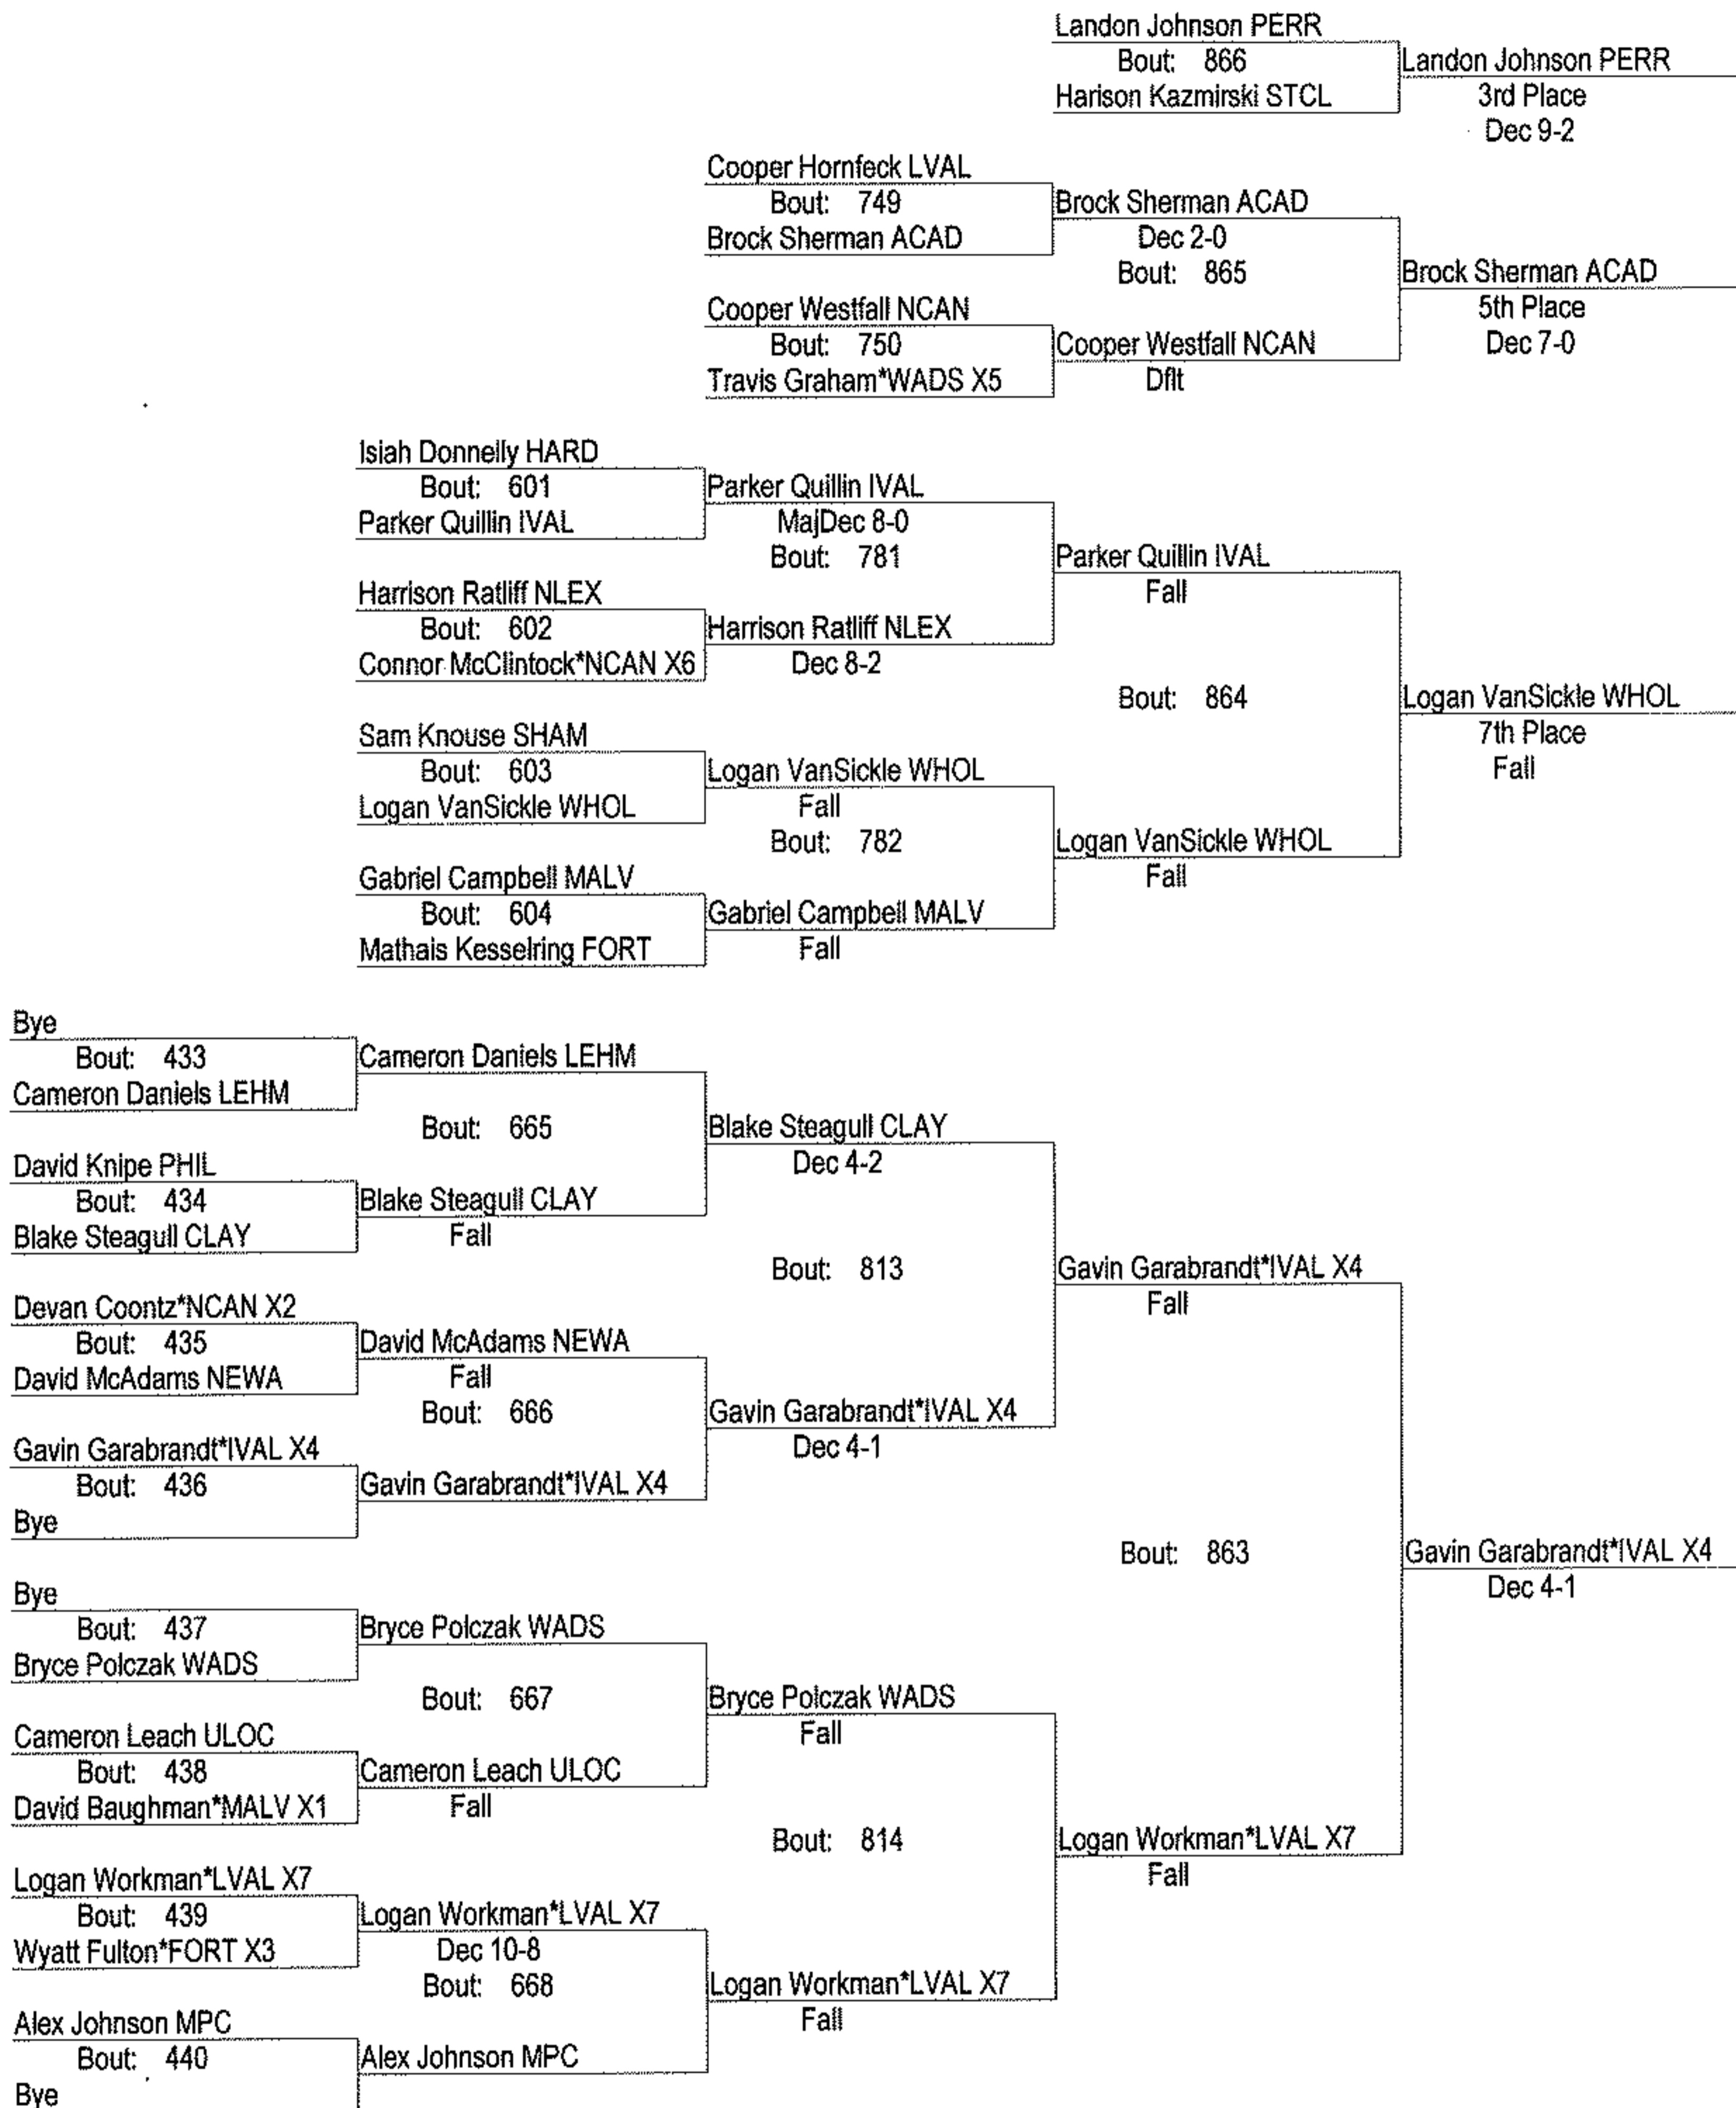 Landon Johnson PERR
Bout: 866
Harison Kazmirski STCL
Landon Johnson PERR
3rd Place
Dec 9-2
Cooper Hornfeck LVAL
Bout: 749
Brock Sherman ACAD
Brock Sherman ACAD
Dec 2-0
Bout: 865
Cooper Westfall NCAN
Bout: 750
Travis Graham*WADS X5
Cooper Westfall NCAN
Dflt
Brock Sherman ACAD
5th Place
Dec 7-0
Isiah Donnelly HARD
Bout: 601
Parker Quillin IVAL
Parker Quillin IVAL
MajDec 8-0
Bout: 781
Harrison Ratliff NLEX
Bout: 602
Connor McClintock*NCAN X6
Harrison Ratliff NLEX
Dec 8-2
Parker Quillin IVAL
Fall
Bout: 864
Sam Knouse SHAM
Bout: 603
Logan VanSickle WHOL
Logan VanSickle WHOL
Fall
Bout: 782
Gabriel Campbell MALV
Bout: 604
Mathais Kesselring FORT
Gabriel Campbell MALV
Fall
Logan VanSickle WHOL
Fall
Logan VanSickle WHOL
7th Place
Fall
Bye
Bout: 433
Cameron Daniels LEHM
Cameron Daniels LEHM
Bout: 665
David Knipe PHIL
Bout: 434
Blake Steagull CLAY
Blake Steagull CLAY
Fall
Blake Steagull CLAY
Dec 4-2
Bout: 813
Devan Coontz*NCAN X2
Bout: 435
David McAdams NEWA
David McAdams NEWA
Fall
Bout: 666
Gavin Garabrandt*IVAL X4
Bout: 436
Bye
Gavin Garabrandt*IVAL X4
Gavin Garabrandt*IVAL X4
Dec 4-1
Gavin Garabrandt*IVAL X4
Fall
Bout: 863
Bye
Bout: 437
Bryce Polczak WADS
Bryce Polczak WADS
Bout: 667
Cameron Leach ULOC
Bout: 438
David Baughman*MALV X1
Cameron Leach ULOC
Fall
Bryce Polczak WADS
Fall
Bout: 814
Logan Workman*LVAL X7
Bout: 439
Wyatt Fulton*FORT X3
Logan Workman*LVAL X7
Dec 10-8
Bout: 668
Alex Johnson MPC
Bout: 440
Bye
Alex Johnson MPC
Logan Workman*LVAL X7
Fall
Logan Workman*LVAL X7
Fall
Gavin Garabrandt*IVAL X4
Dec 4-1